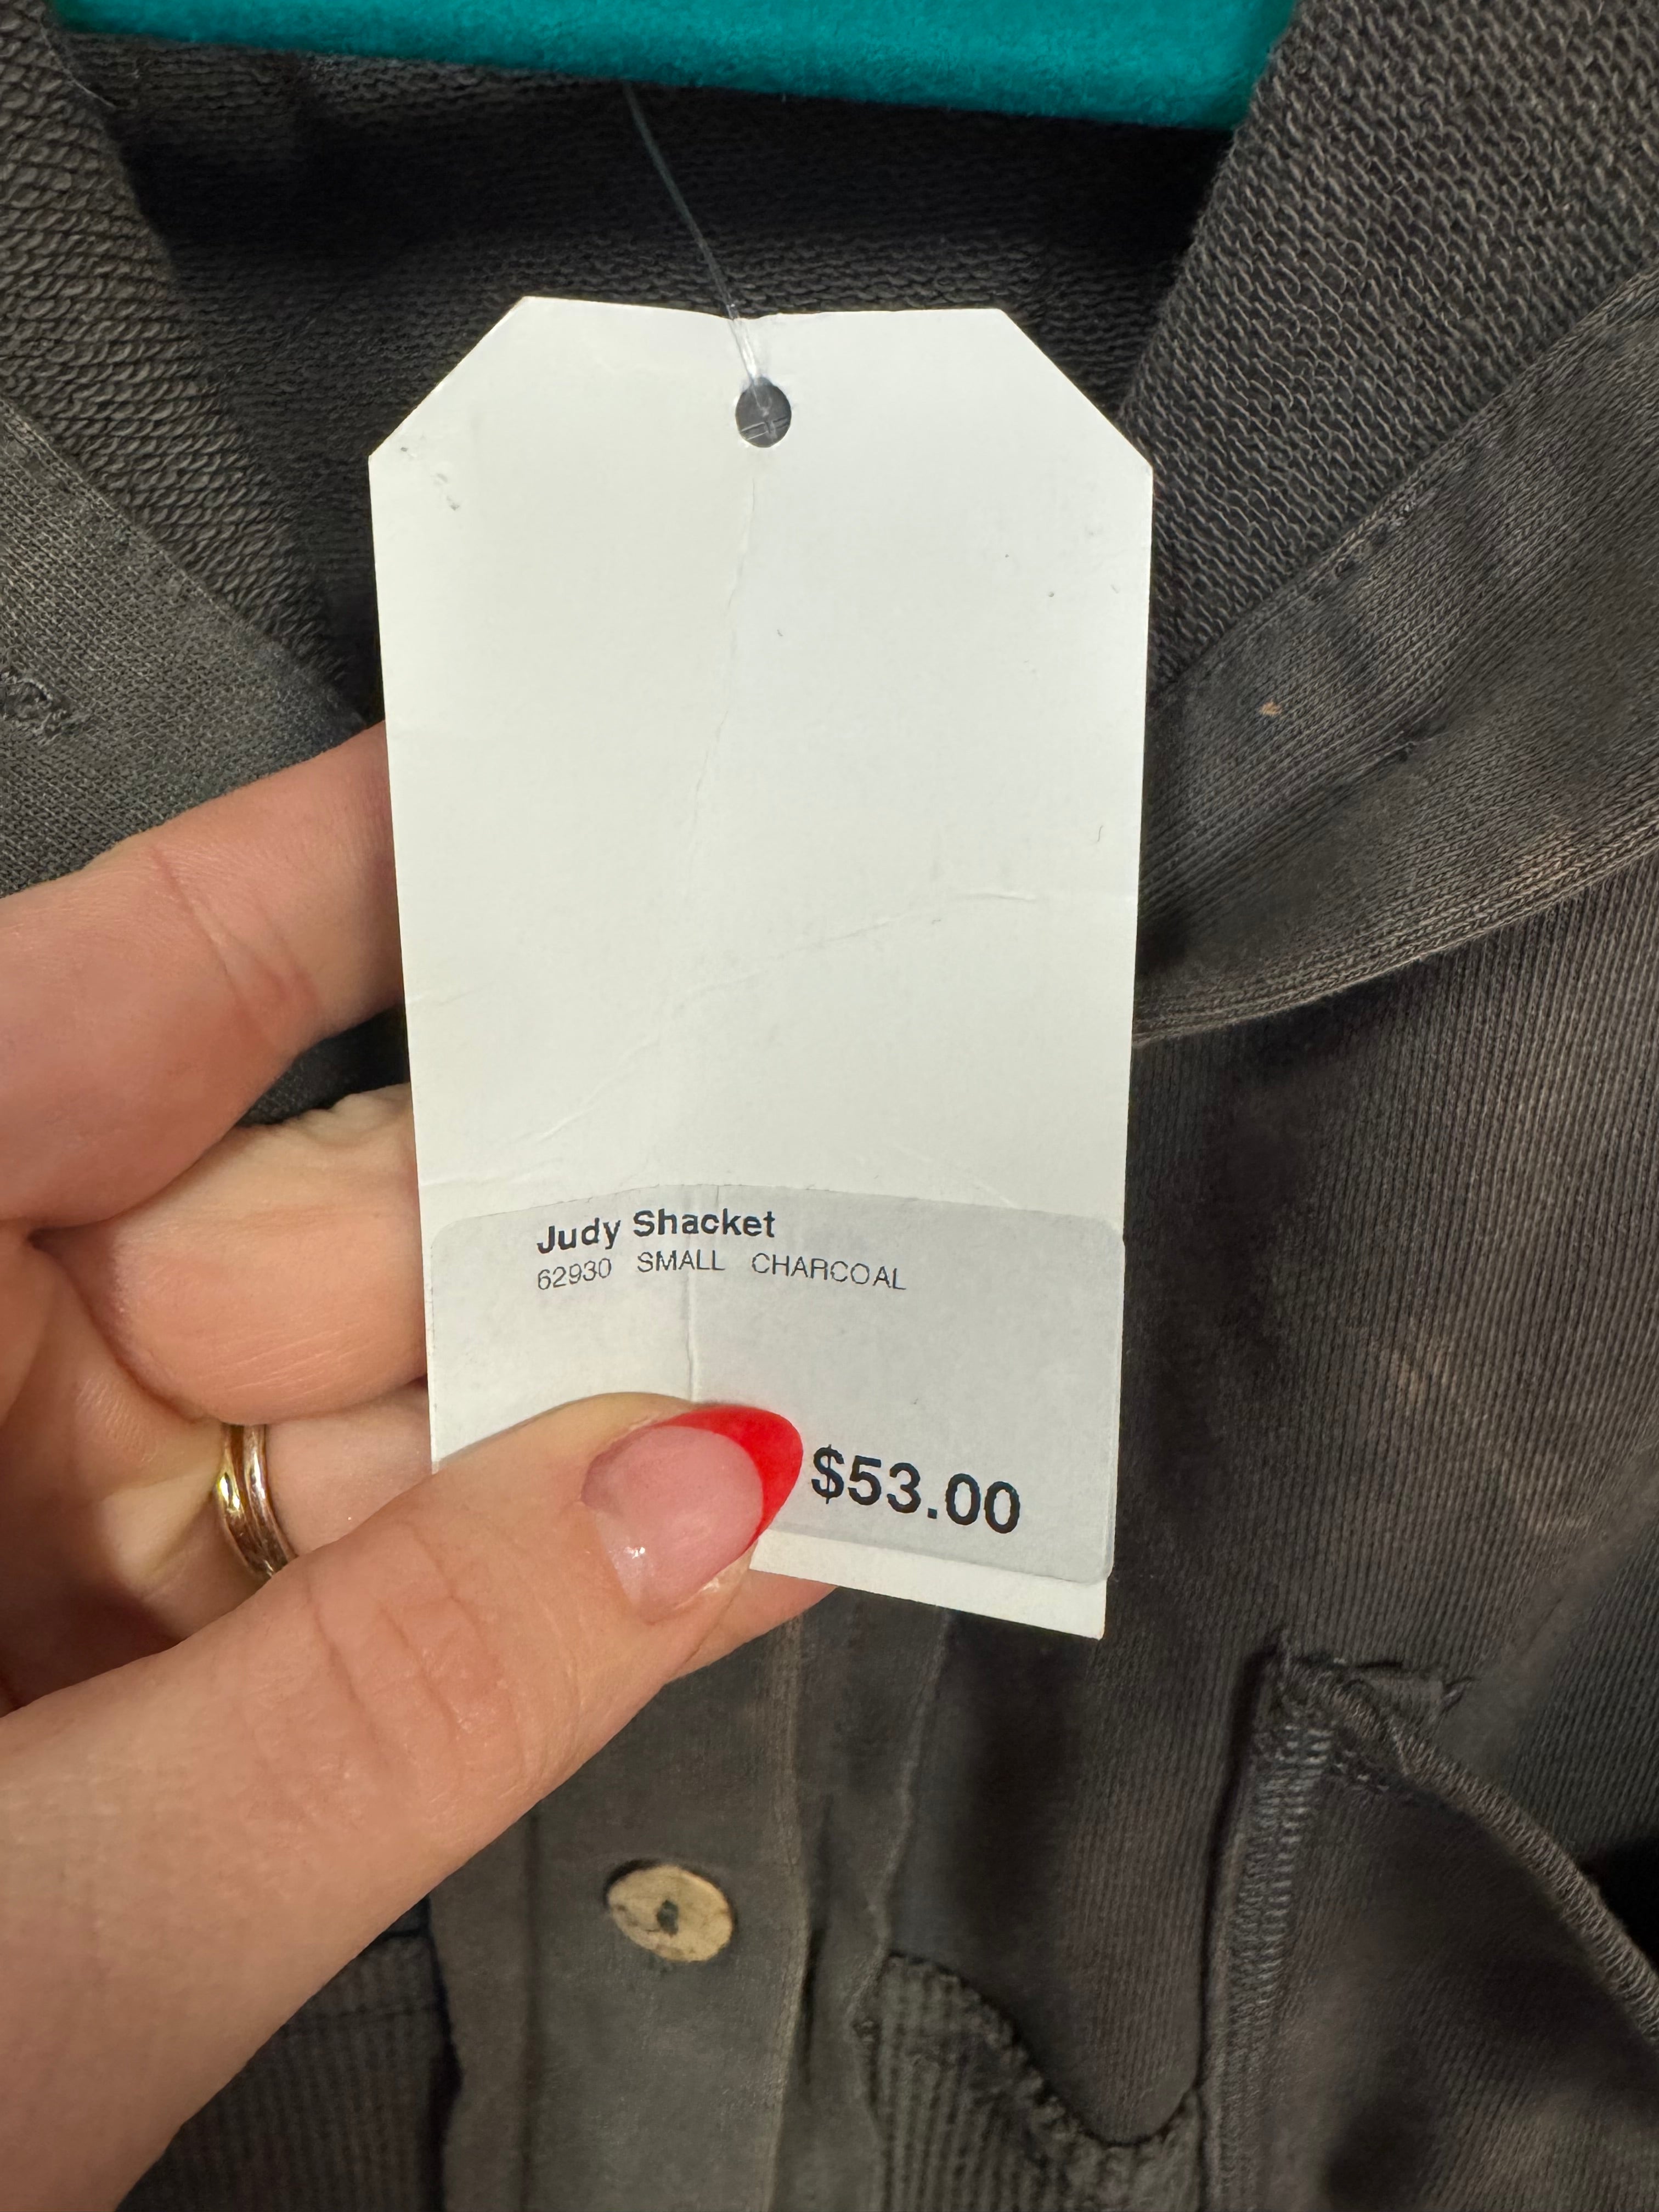 Judy Shacket
62930 SMALL CHARCOAL
$53.00